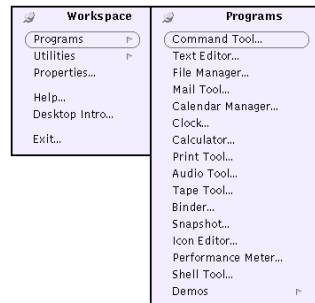 Workspace
Programs
Utilities
Properties...
Help...
Desktop Intro...
Exit...
Programs
Command Tool...
Text Editor...
File Manager...
Mail Tool...
Calendar Manager...
Clock...
Calculator...
Print Tool...
Audio Tool...
Tape Tool...
Binder...
Snapshot...
Icon Editor...
Performance Meter...
Shell Tool...
Demos